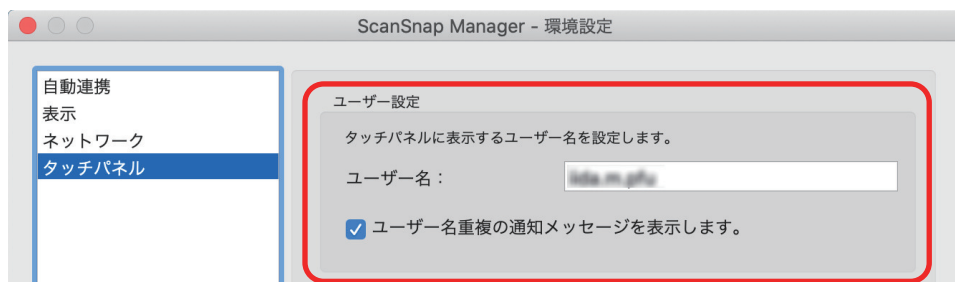 ScanSnap Manager - 環境設定
自動連携
表示
ネットワーク
タッチパネル
ユーザー設定
タッチパネルに表示するユーザー名を設定します。
ユーザー名：
ユーザー名重複の通知メッセージを表示します。